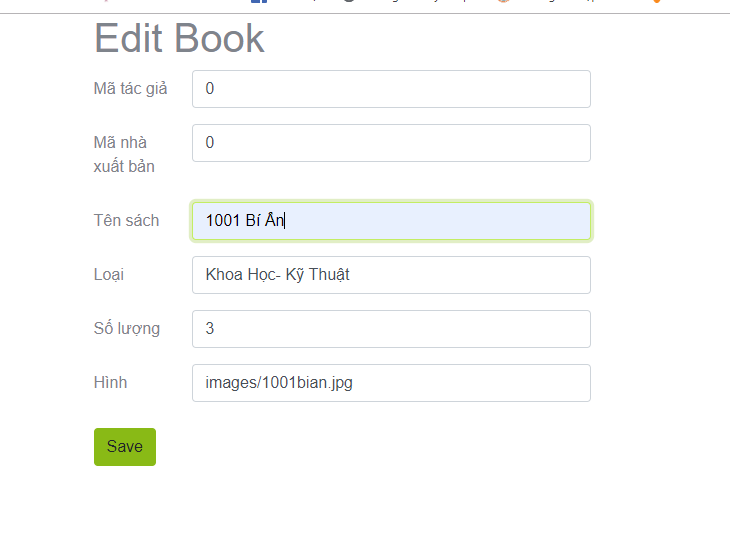 Edit Book
Mã tác giả
0
Mã nhà
xuất bản
0
Tên sách
1001 Bí Ẩn
Loại
Khoa Học- Kỹ Thuật
Số lượng
3
Hình
images/1001bian.jpg
Save